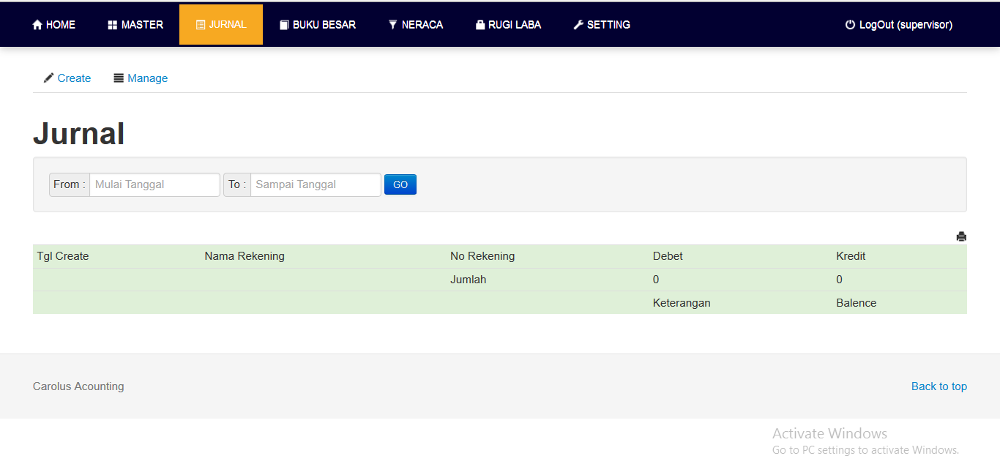 HOME MASTER JURNAL BUKU BESAR NERACA RUGI LABA SETTING LogOut (supervisor)
Create Manage
Jurnal
From : Mulai Tanggal To : Sampai Tanggal GO
Tgl Create Nama Rekening No Rekening Debet Kredit
Jumlah 0 0
Keterangan Balence
Carolus Acounting Back to top
Activate Windows
Go to PC settings to activate Windows.